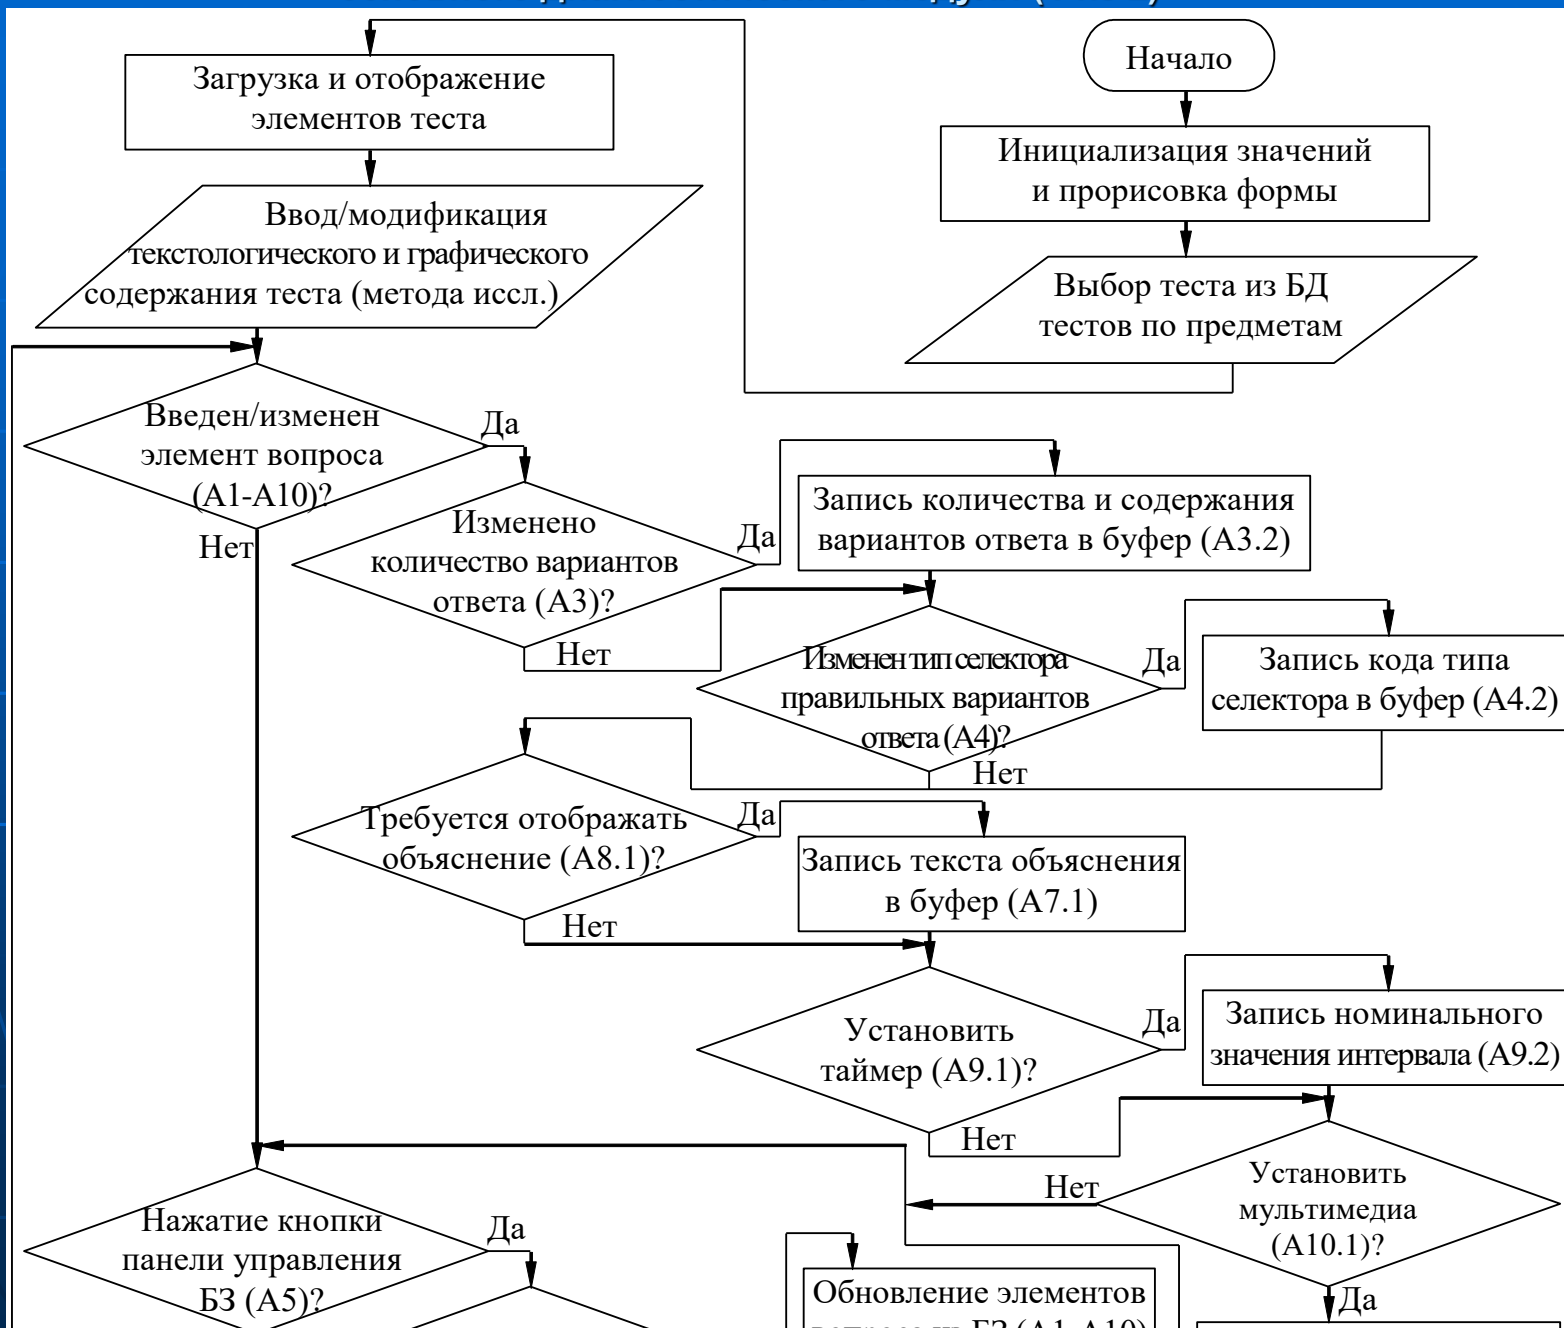 Начало
Инициализация значений
и прорисовка формы
Выбор теста из БД
тестов по предметам
Загрузка и отображение
элементов теста
Ввод/модификация
текстологического и графического
содержания теста (метода иссл.)
Введен/изменен
элемент вопроса
(А1-А10)?
Да
Нет
Изменено
количество вариантов
ответа (А3)?
Да
Нет
Запись количества и содержания
вариантов ответа в буфер (А3.2)
Изменен тип селектора
правильных вариантов
ответа (А4)?
Да
Нет
Запись кода типа
селектора в буфер (А4.2)
Требуется отображать
объяснение (А8.1)?
Да
Нет
Запись текста объяснения
в буфер (А7.1)
Установить
таймер (А9.1)?
Да
Нет
Запись номинального
значения интервала (А9.2)
Установить
мультимедиа
(А10.1)?
Нет
Да
Нажатие кнопки
панели управления
БЗ (А5)?
Да
Обновление элементов